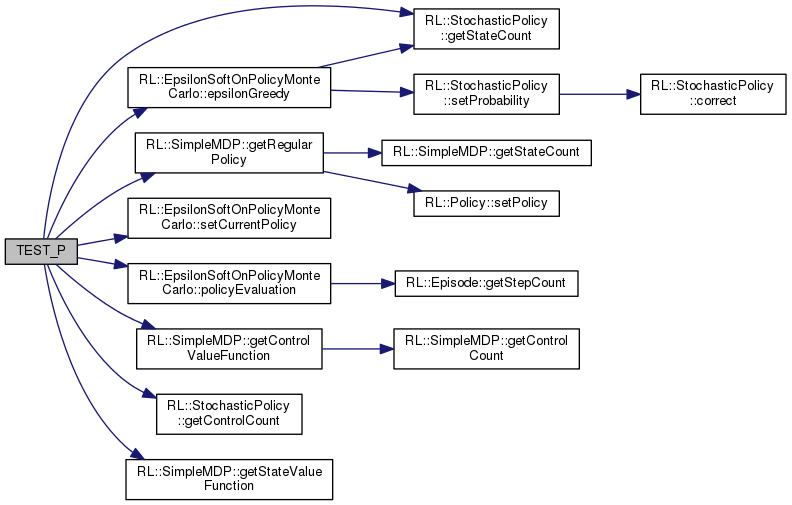 TEST_P
RL::StochasticPolicy
::getStateCount
RL::EpsilonSoftOnPolicyMonte
Carlo::epsilonGreedy
RL::StochasticPolicy
::setProbability
RL::StochasticPolicy
::correct
RL::SimpleMDP::getRegular
Policy
RL::SimpleMDP::getStateCount
RL::Policy::setPolicy
RL::EpsilonSoftOnPolicyMonte
Carlo::setCurrentPolicy
RL::EpsilonSoftOnPolicyMonte
Carlo::policyEvaluation
RL::Episode::getStepCount
RL::SimpleMDP::getControl
ValueFunction
RL::SimpleMDP::getControl
Count
RL::StochasticPolicy
::getControlCount
RL::SimpleMDP::getStateValue
Function